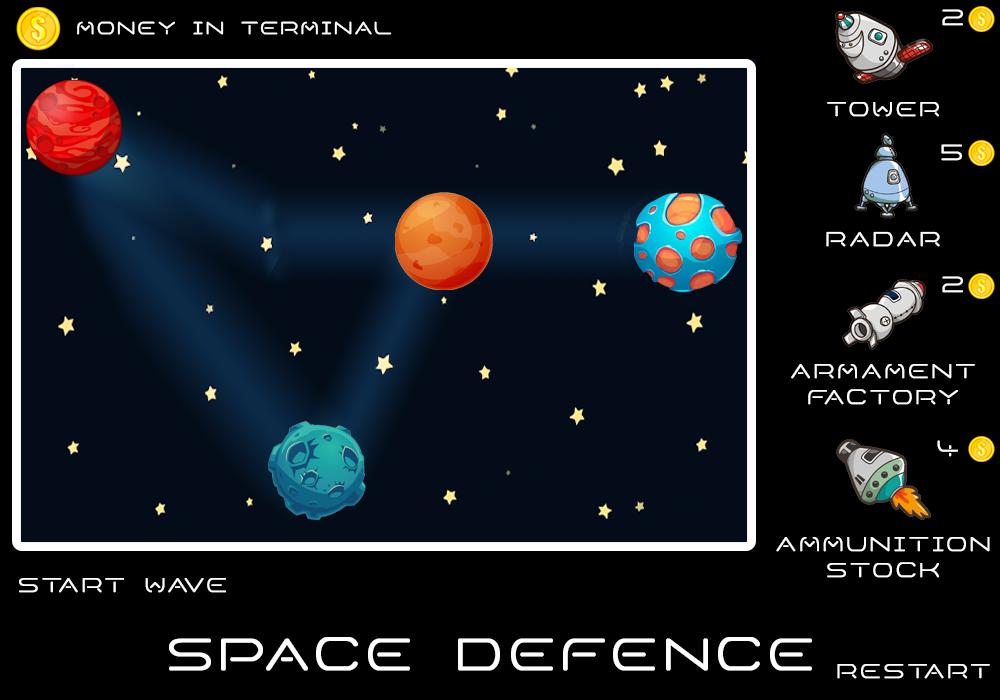 MONEY IN TERMINAL
2
TOWER
5
RADAR
2
ARMAMENT
FACTORY
4
AMMUNITION
STOCK
START WAVE
SPACE DEFENCE
RESTART